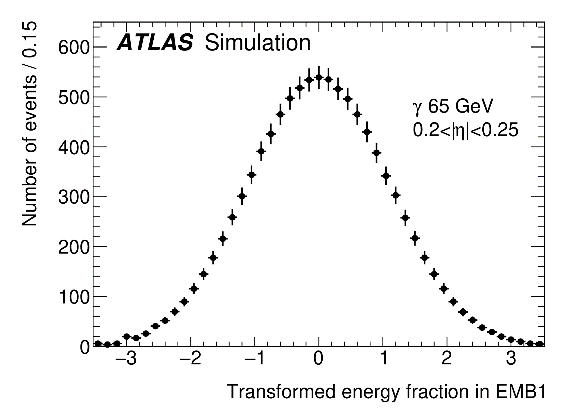 Number of events / 0.15
600
500
400
300
200
100
0
ATLAS Simulation
γ 65 GeV
0.2<|η|<0.25
−3 −2 −1 0 1 2 3
Transformed energy fraction in EMB1